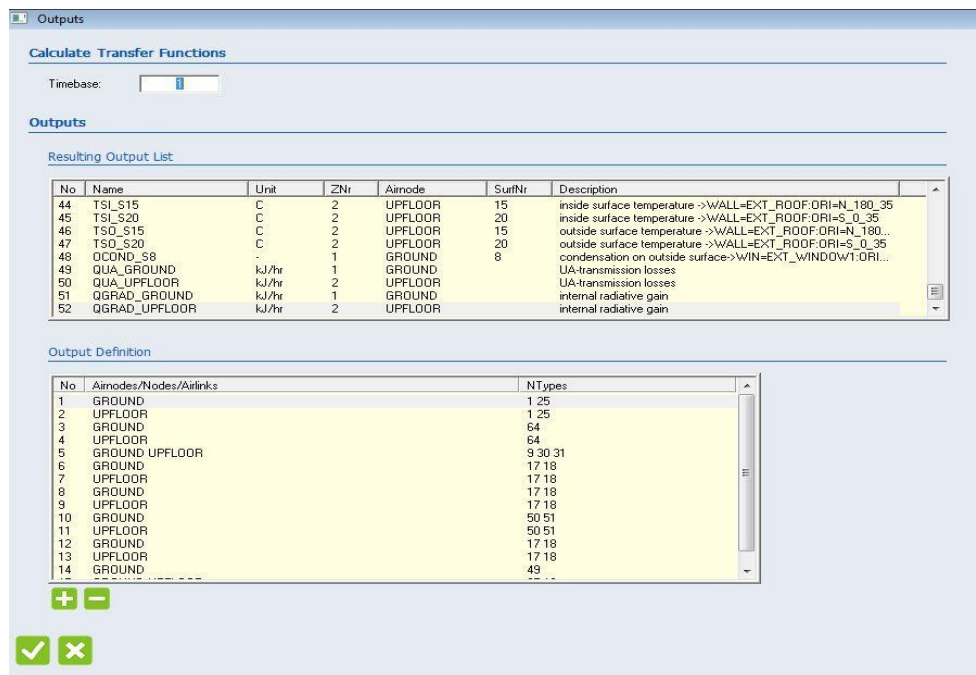 Outputs
Calculate Transfer Functions
Timebase: 1
Outputs
Resulting Output List
No Name Unit ZNr Airnode SurfNr Description
44 TSI_S15 C 2 UPFLOOR 15 inside surface temperature ->WALL=EXT_ROOF:ORI=N_180_35
45 TSI_S20 C 2 UPFLOOR 20 inside surface temperature ->WALL=EXT_ROOF:ORI=S_0_35
46 TSO_S15 C 2 UPFLOOR 15 outside surface temperature ->WALL=EXT_ROOF:ORI=N_180...
47 TSO_S20 C 2 UPFLOOR 20 outside surface temperature ->WALL=EXT_ROOF:ORI=S_0_35
48 OCOND_S8 - 1 GROUND 8 condensation on outside surface->WIN=EXT_WINDOW1:ORI...
49 QUA_GROUND kJ/hr 1 GROUND UA-transmission losses
50 QUA_UPFLOOR kJ/hr 2 UPFLOOR UA-transmission losses
51 QGRAD_GROUND kJ/hr 1 GROUND internal radiative gain
52 QGRAD_UPFLOOR kJ/hr 2 UPFLOOR internal radiative gain
Output Definition
No Airnodes/Nodes/Airlinks NTypes
1 GROUND 1 25
2 UPFLOOR 1 25
3 GROUND 64
4 UPFLOOR 64
5 GROUND UPFLOOR 9 30 31
6 GROUND 17 18
7 UPFLOOR 17 18
8 GROUND 17 18
9 UPFLOOR 17 18
10 GROUND 50 51
11 UPFLOOR 50 51
12 GROUND 17 18
13 UPFLOOR 17 18
14 GROUND 49